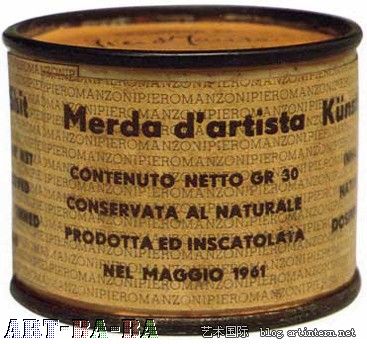 Merda d'artista
CONTENUTO NETTO GR 30
CONSERVATA AL NATURALE
PRODOTTA ED INSCATOLATA
NEL MAGGIO 1961
PIEROMANZONIPIEROMANZONI
ART-BA-BA
艺术国际 blog.artintern.net